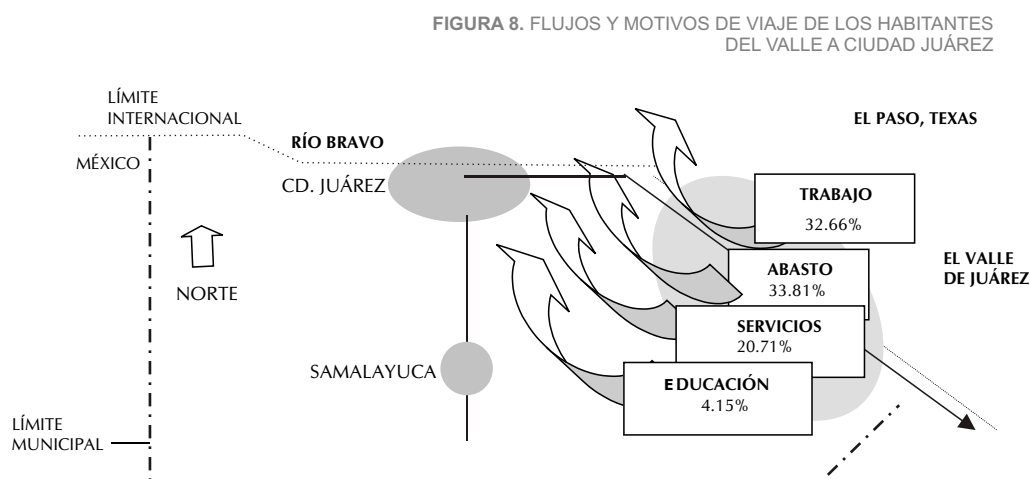 FIGURA 8. FLUJOS Y MOTIVOS DE VIAJE DE LOS HABITANTES
DEL VALLE A CIUDAD JUÁREZ
LÍMITE
INTERNACIONAL
MÉXICO
RÍO BRAVO
CD. JUÁREZ
EL PASO, TEXAS
TRABAJO
32.66%
EL VALLE
DE JUÁREZ
ABASTO
33.81%
NORTE
SERVICIOS
20.71%
SAMALAYUCA
EDUCACIÓN
4.15%
LÍMITE
MUNICIPAL